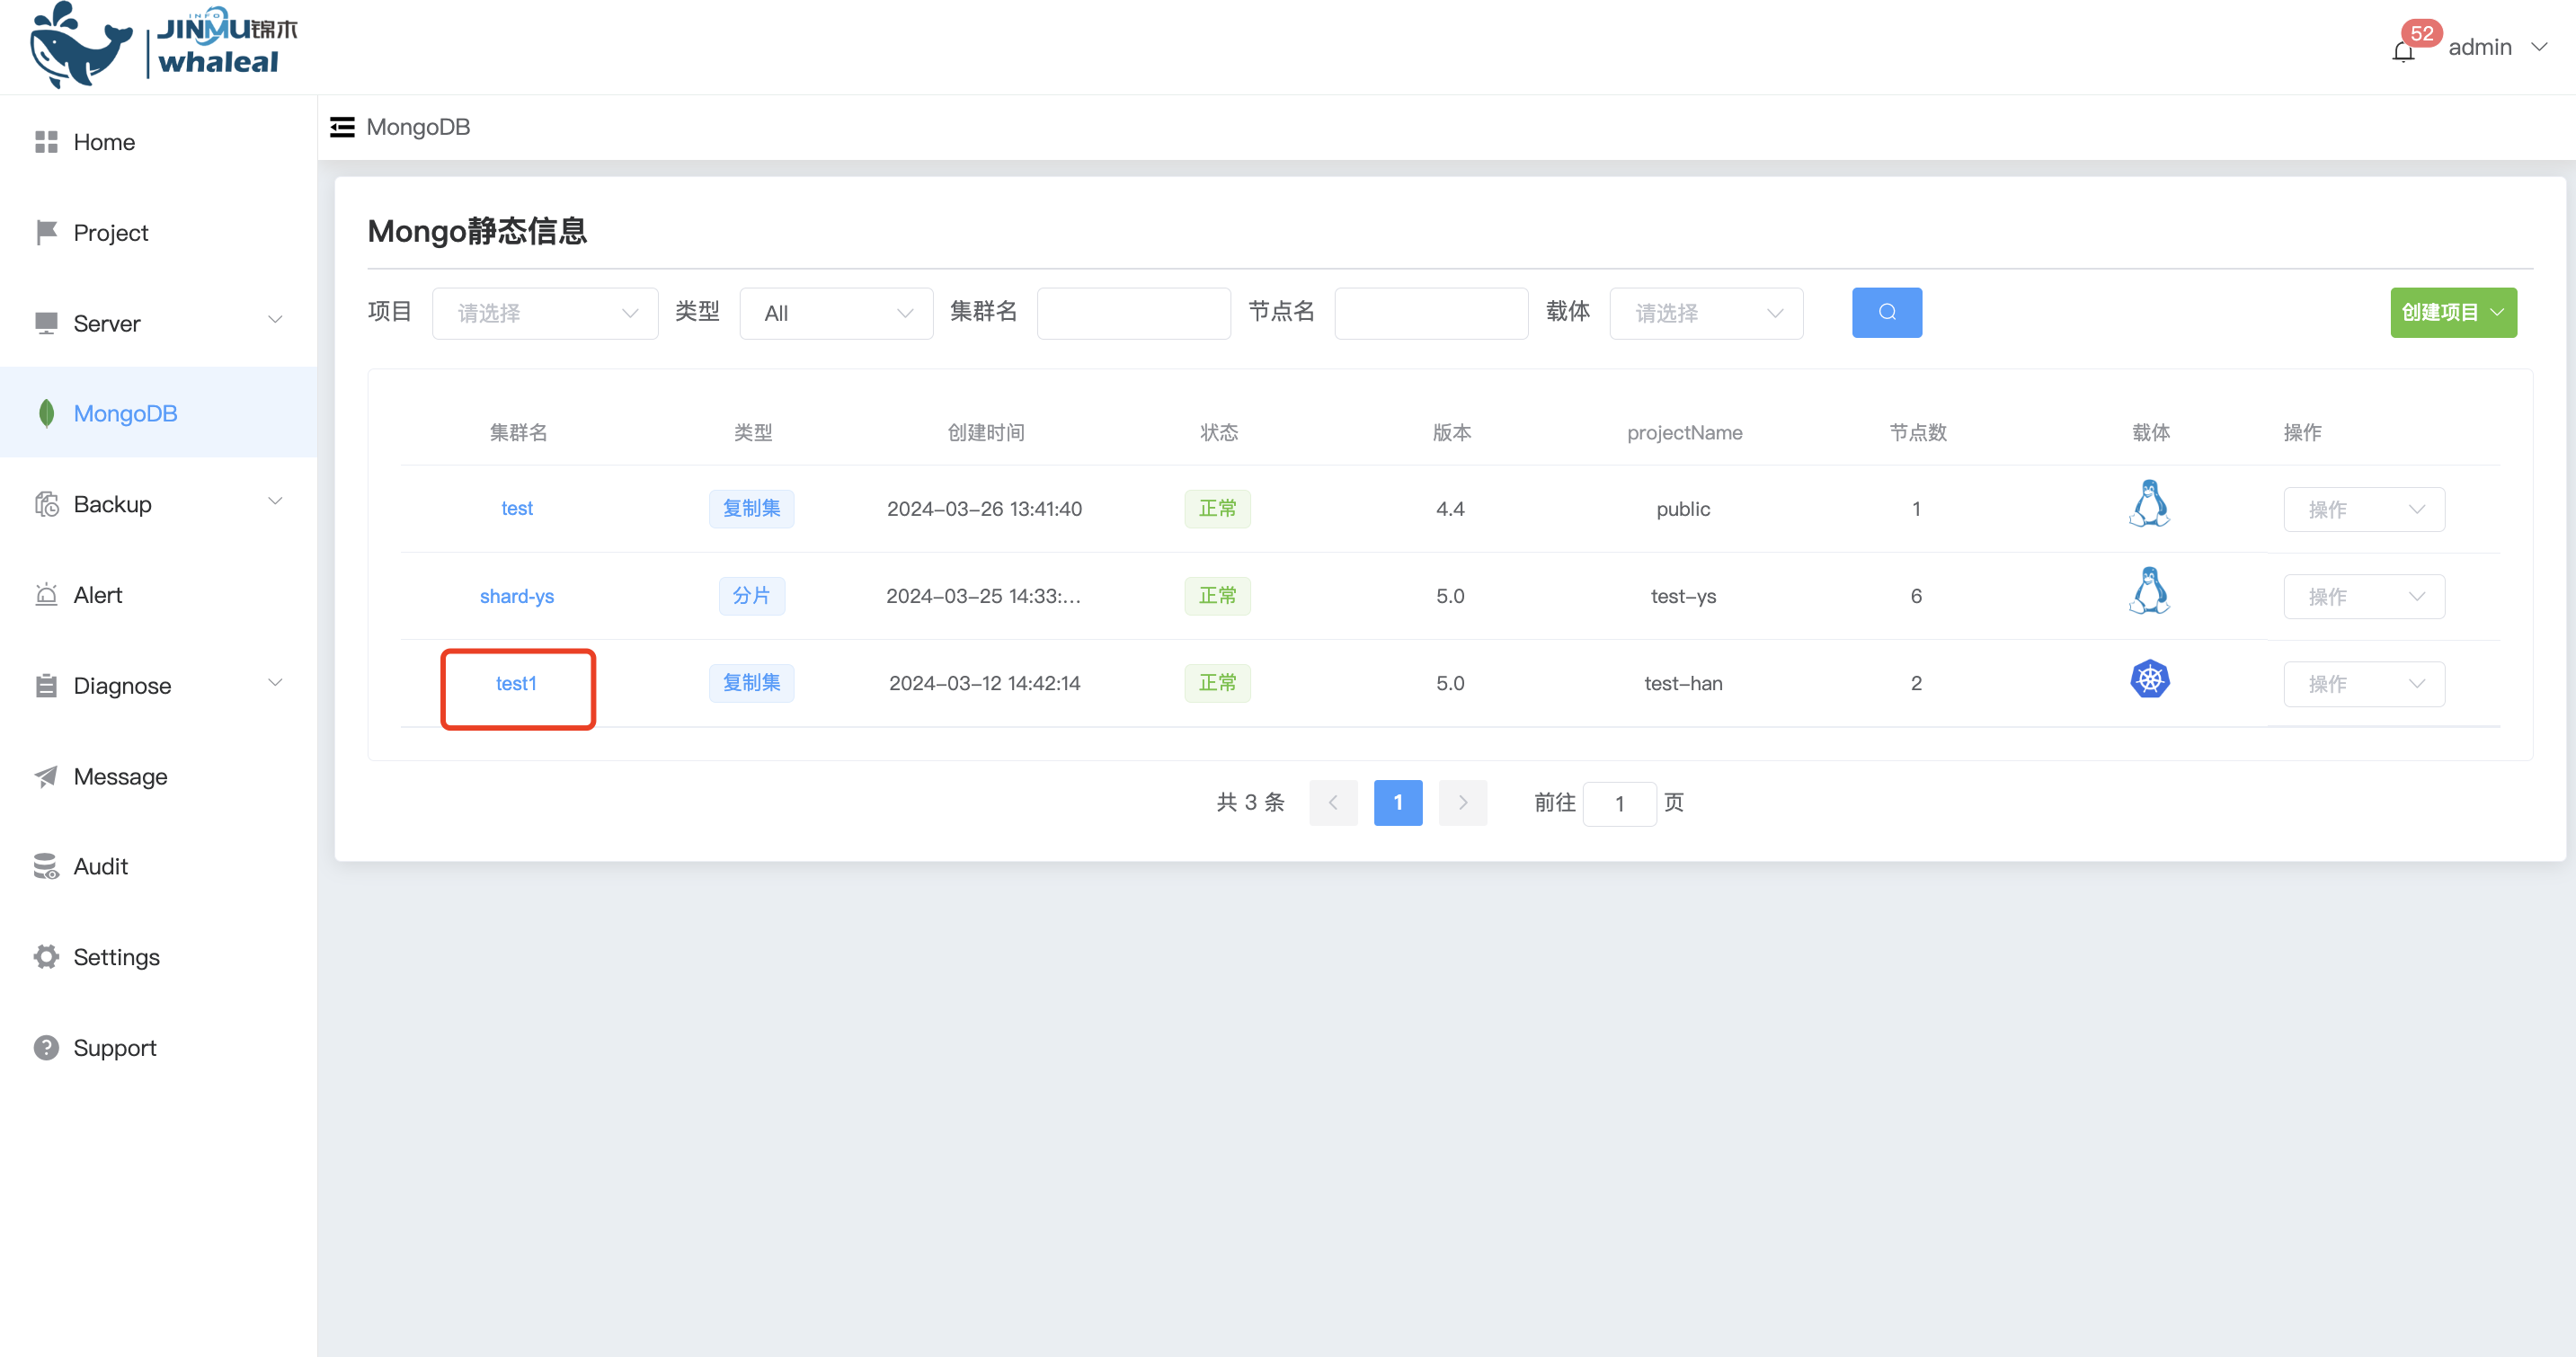 INFO
JINMU锦木
whaleal
52
admin
Home
Project
Server
MongoDB
Backup
Alert
Diagnose
Message
Audit
Settings
Support
MongoDB
Mongo静态信息
项目 请选择 类型 All 集群名 节点名 载体 请选择 创建项目
集群名 类型 创建时间 状态 版本 projectName 节点数 载体 操作
test 复制集 2024-03-26 13:41:40 正常 4.4 public 1 操作
shard-ys 分片 2024-03-25 14:33:... 正常 5.0 test-ys 6 操作
test1 复制集 2024-03-12 14:42:14 正常 5.0 test-han 2 操作
共 3 条 1 前往 1 页